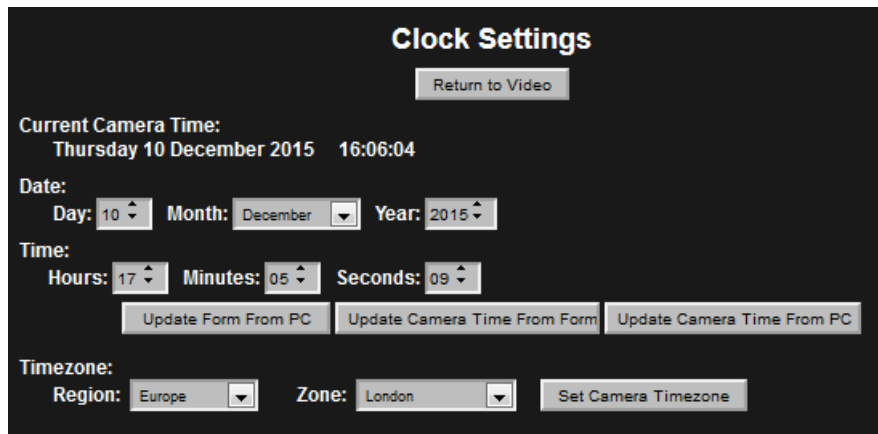 Clock Settings
Return to Video
Current Camera Time:
Thursday 10 December 2015 16:06:04
Date:
Day: 10 Month: December Year: 2015
Time:
Hours: 17 Minutes: 05 Seconds: 09
Update Form From PC Update Camera Time From Form Update Camera Time From PC
Timezone:
Region: Europe Zone: London Set Camera Timezone